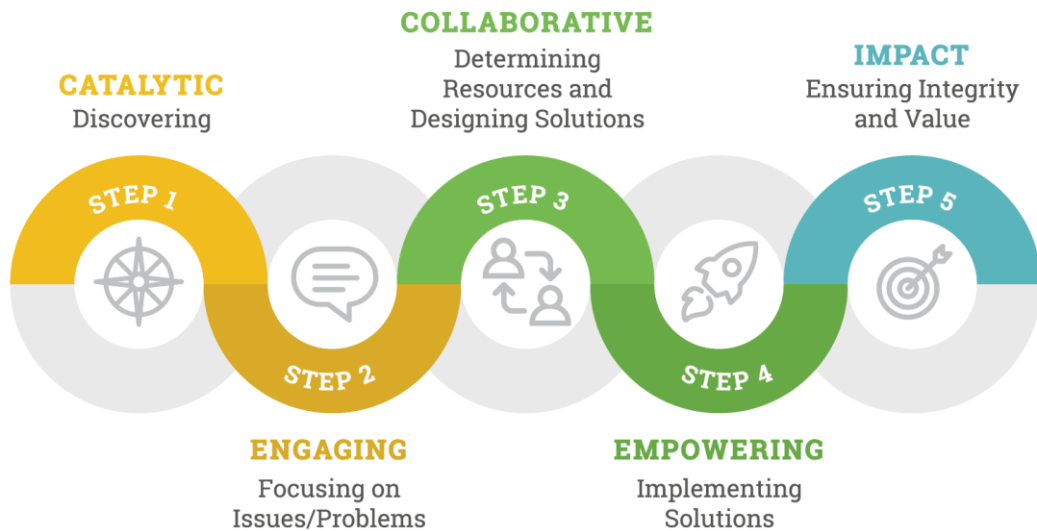 CATALYTIC
Discovering
STEP 1
ENGAGING
Focusing on
Issues/Problems
STEP 2
COLLABORATIVE
Determining
Resources and
Designing Solutions
STEP 3
EMPOWERING
Implementing
Solutions
STEP 4
IMPACT
Ensuring Integrity
and Value
STEP 5